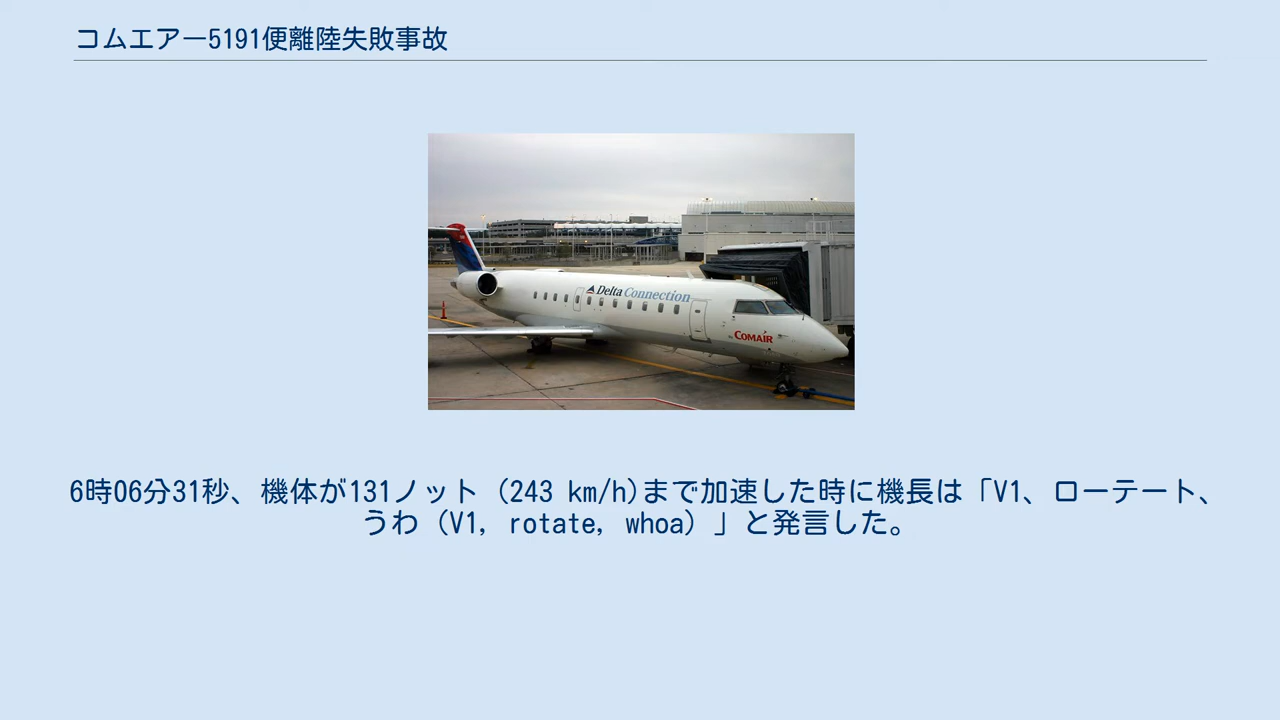 コムエアー5191便離陸失敗事故
Delta Connection
COMAIR
6時06分31秒、機体が131ノット（243 km/h)まで加速した時に機長は「V1、ローテート、
うわ（V1, rotate, whoa）」と発言した。